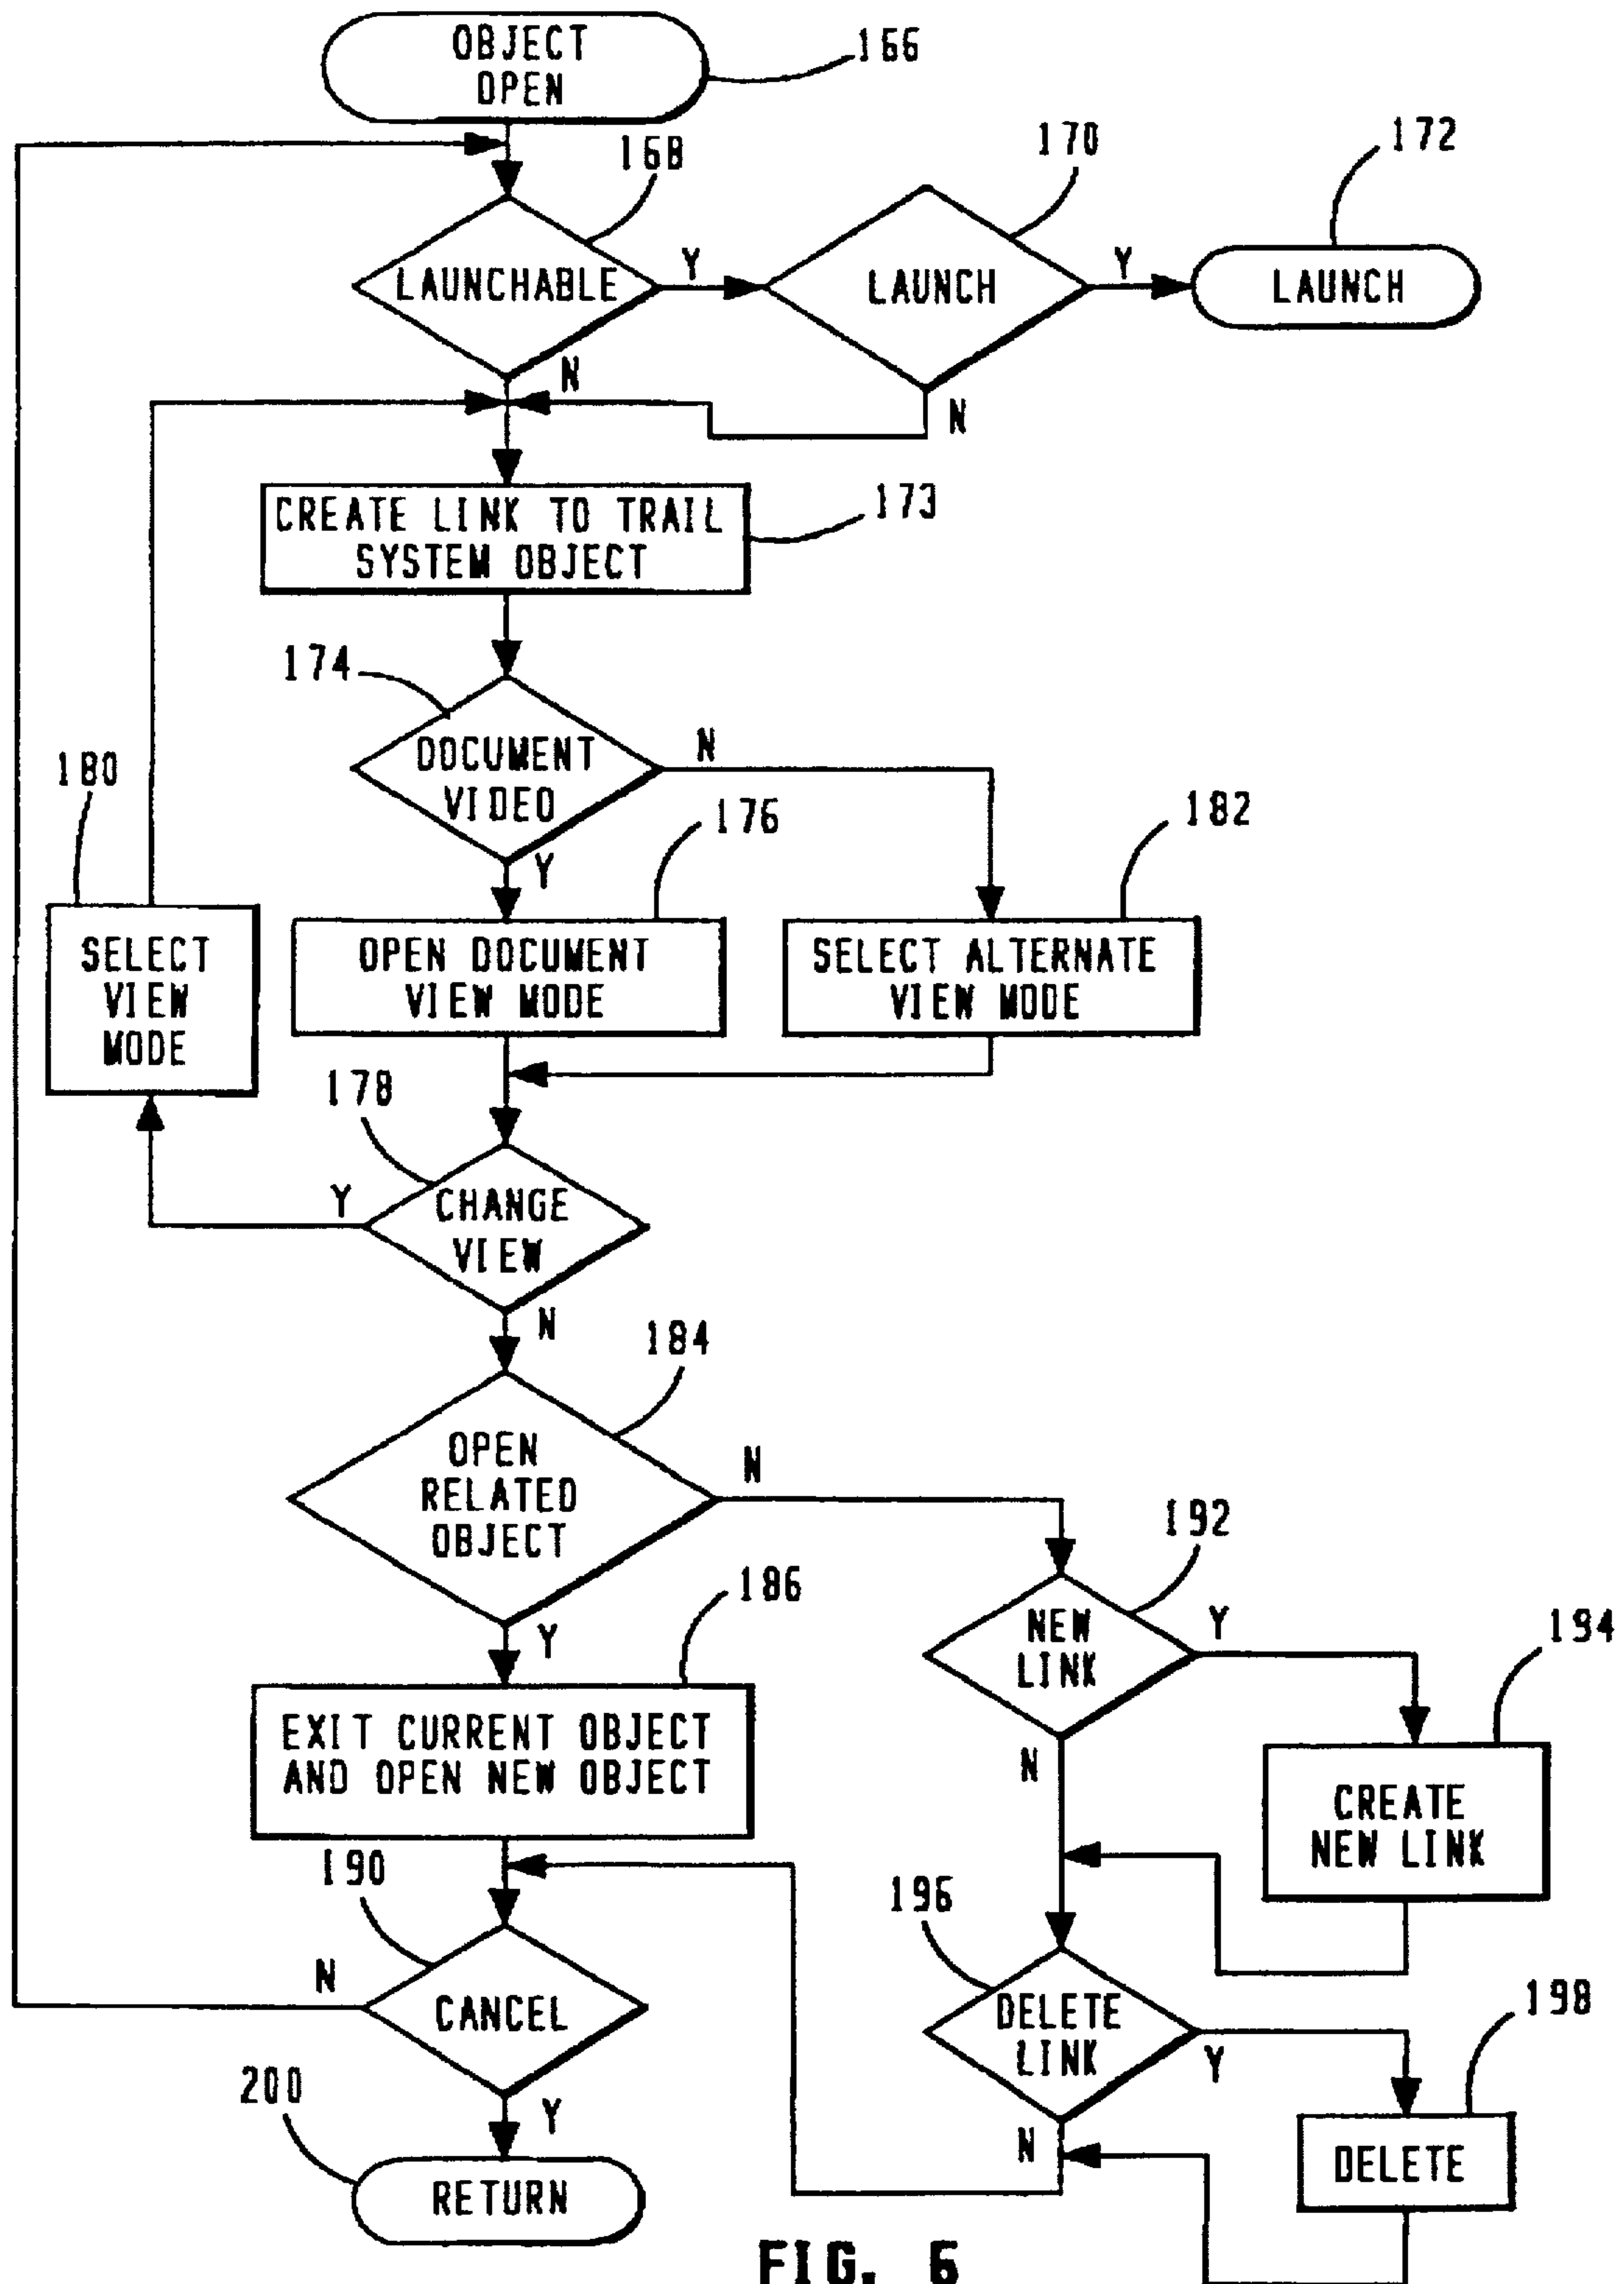 OBJECT
OPEN
166
168
170
172
LAUNCHABLE
Y
LAUNCH
Y
LAUNCH
N
N
CREATE LINK TO TRAIL
SYSTEM OBJECT
173
174
DOCUMENT
VIDEO
N
Y
180
176
182
SELECT
VIEW
MODE
OPEN DOCUMENT
VIEW MODE
SELECT ALTERNATE
VIEW MODE
178
CHANGE
VIEW
Y
N
184
OPEN
RELATED
OBJECT
N
Y
186
192
NEW
LINK
Y
N
194
EXIT CURRENT OBJECT
AND OPEN NEW OBJECT
CREATE
NEW LINK
190
196
CANCEL
N
Y
DELETE
LINK
Y
N
198
DELETE
200
RETURN
FIG. 6